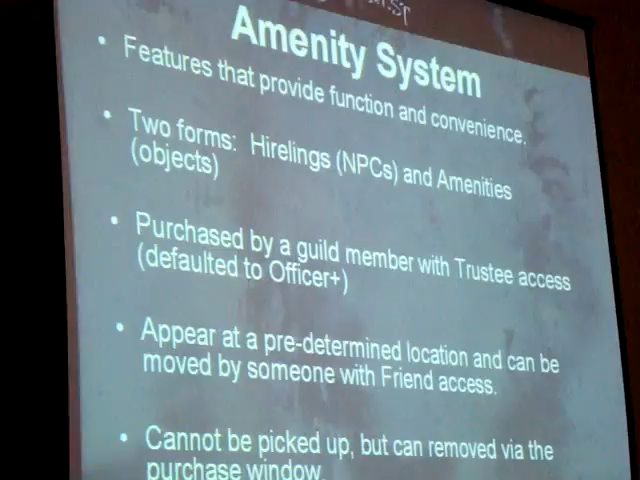 Amenity System
• Features that provide function and convenience.
• Two forms: Hirelings (NPCs) and Amenities
(objects)
• Purchased by a guild member with Trustee access
(defaulted to Officer+)
• Appear at a pre-determined location and can be
moved by someone with Friend access.
• Cannot be picked up, but can removed via the
purchase window.